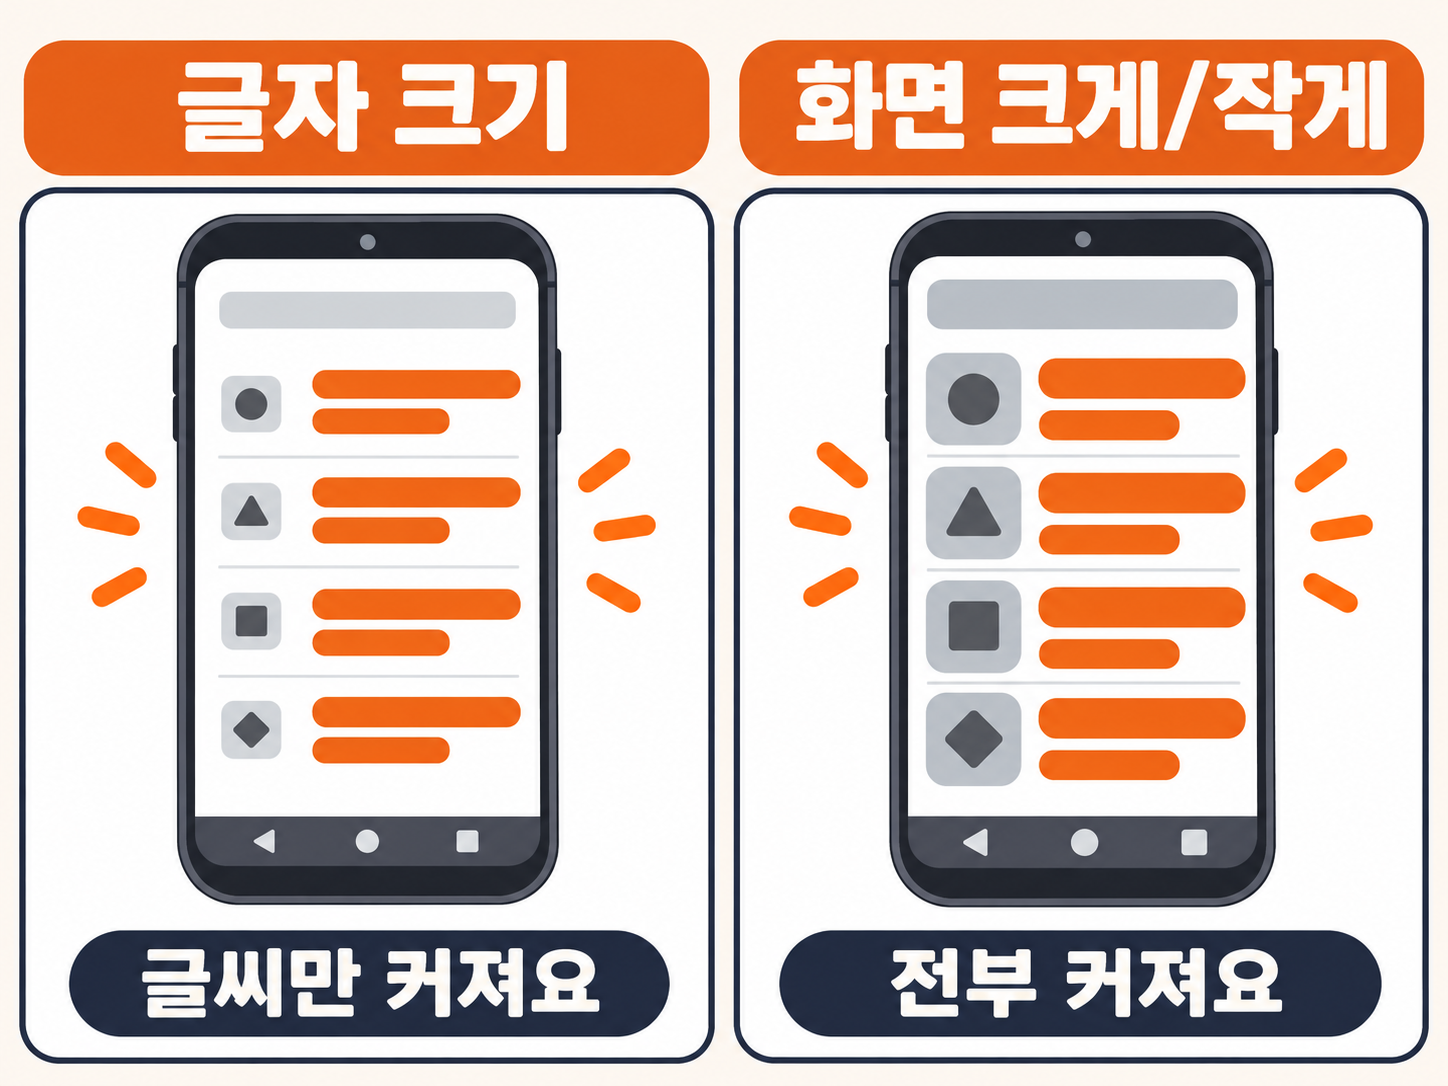 글자 크기
화면 크게/작게
글씨만 커져요
전부 커져요